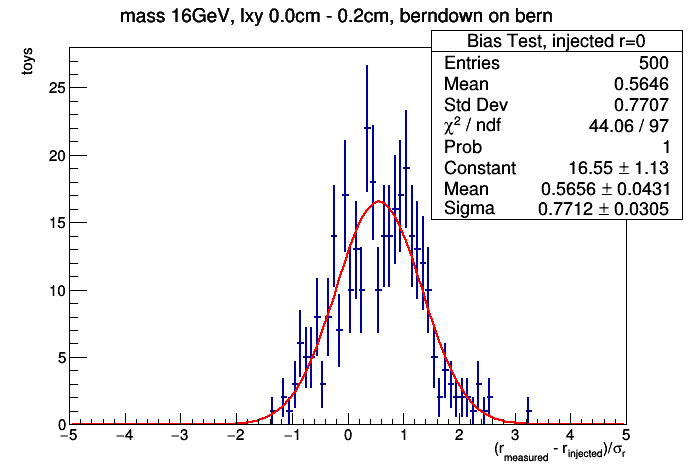 mass 16GeV, lxy 0.0cm - 0.2cm, berndown on bern
Bias Test, injected r=0
Entries 500
Mean 0.5646
Std Dev 0.7707
χ² / ndf 44.06 / 97
Prob 1
Constant 16.55 ± 1.13
Mean 0.5656 ± 0.0431
Sigma 0.7712 ± 0.0305
toys
25
20
15
10
5
0
−5 −4 −3 −2 −1 0 1 2 3 4 5
(r_measured - r_injected)/σ_r